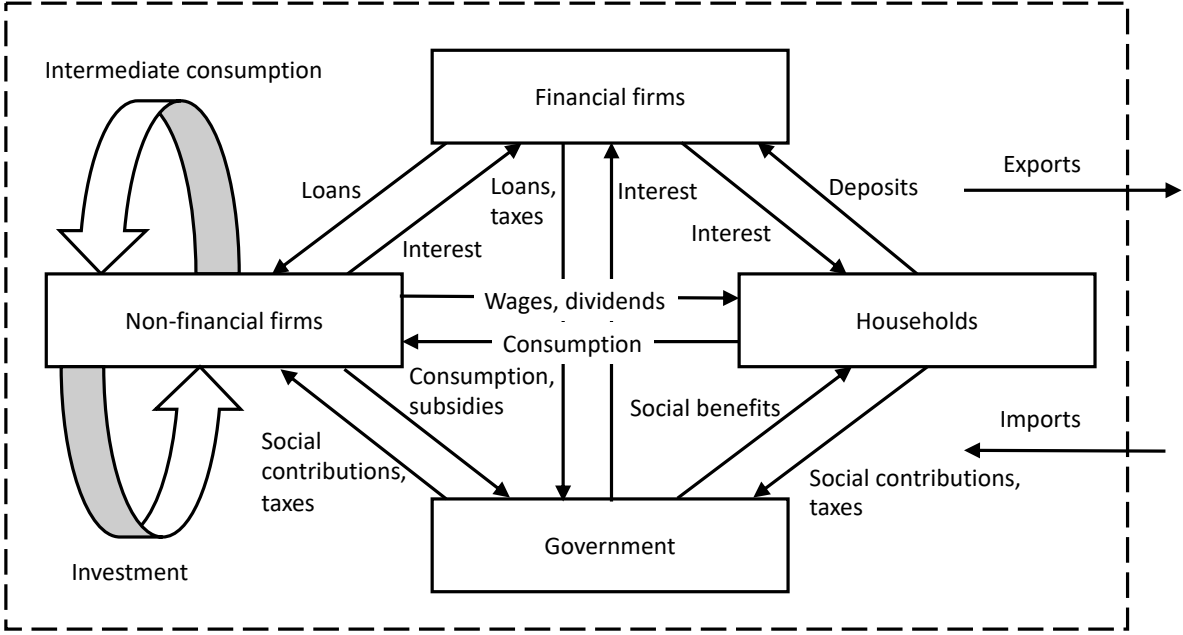 Intermediate consumption
Financial firms
Loans
Loans,
taxes
Interest
Interest
Interest
Deposits
Exports
Non-financial firms
Wages, dividends
Consumption
Households
Consumption,
subsidies
Social benefits
Social
contributions,
taxes
Imports
Social contributions,
taxes
Government
Investment